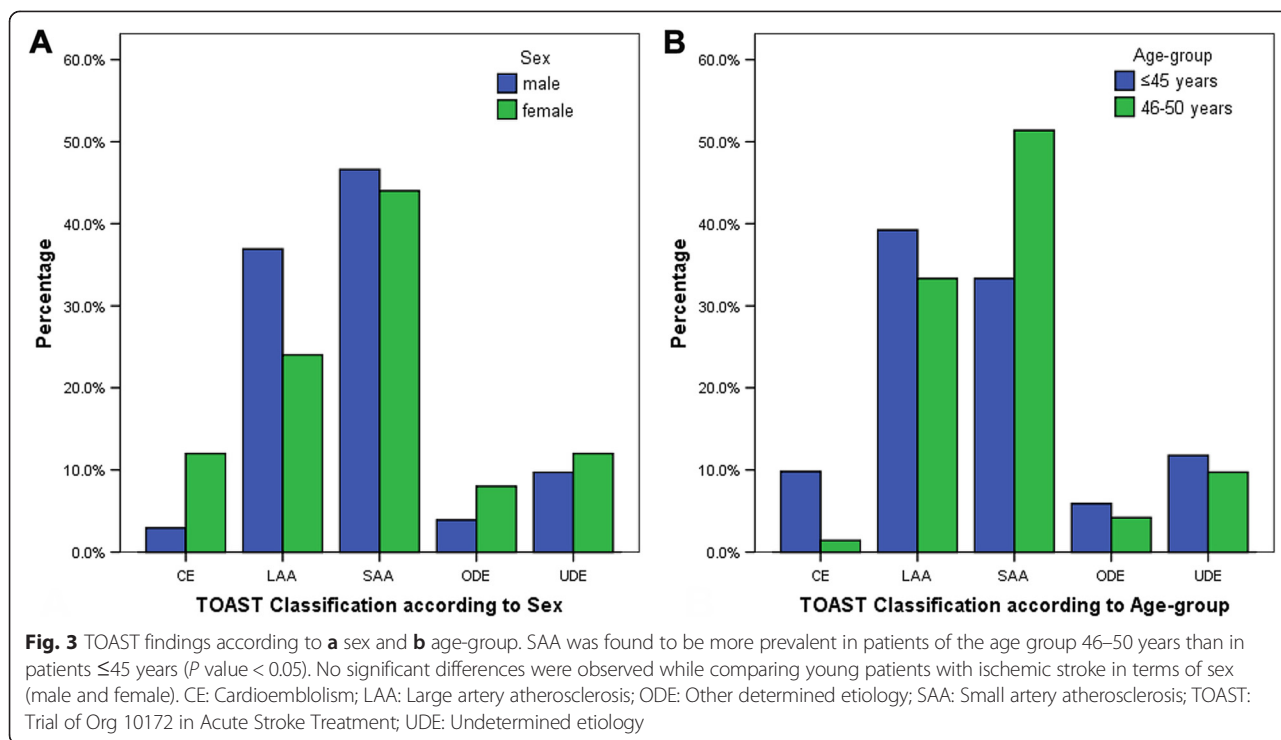 A
Sex
male
female
60.0%
50.0%
40.0%
30.0%
20.0%
10.0%
0.0%
Percentage
CE
LAA
SAA
ODE
UDE
TOAST Classification according to Sex
B
Age-group
≤45 years
46-50 years
60.0%
50.0%
40.0%
30.0%
20.0%
10.0%
0.0%
Percentage
CE
LAA
SAA
ODE
UDE
TOAST Classification according to Age-group
Fig. 3 TOAST findings according to a sex and b age-group. SAA was found to be more prevalent in patients of the age group 46–50 years than in
patients ≤45 years (P value < 0.05). No significant differences were observed while comparing young patients with ischemic stroke in terms of sex
(male and female). CE: Cardioemblolism; LAA: Large artery atherosclerosis; ODE: Other determined etiology; SAA: Small artery atherosclerosis; TOAST:
Trial of Org 10172 in Acute Stroke Treatment; UDE: Undetermined etiology